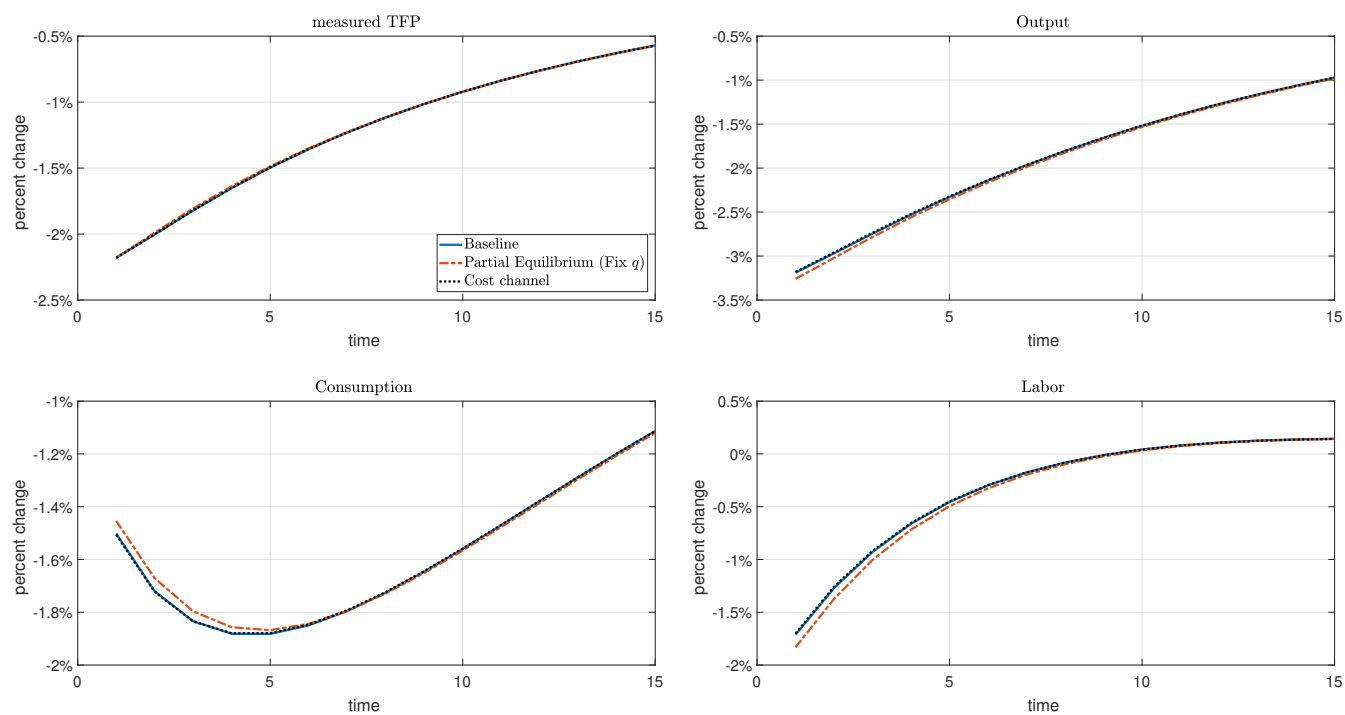 measured TFP
-0.5%
-1%
-1.5%
-2%
-2.5%
percent change
0
5
10
15
time
Baseline
Partial Equilibrium (Fix q)
Cost channel
Output
-0.5%
-1%
-1.5%
-2%
-2.5%
-3%
-3.5%
percent change
0
5
10
15
time
Consumption
-1%
-1.2%
-1.4%
-1.6%
-1.8%
-2%
percent change
0
5
10
15
time
Labor
0.5%
0%
-0.5%
-1%
-1.5%
-2%
percent change
0
5
10
15
time